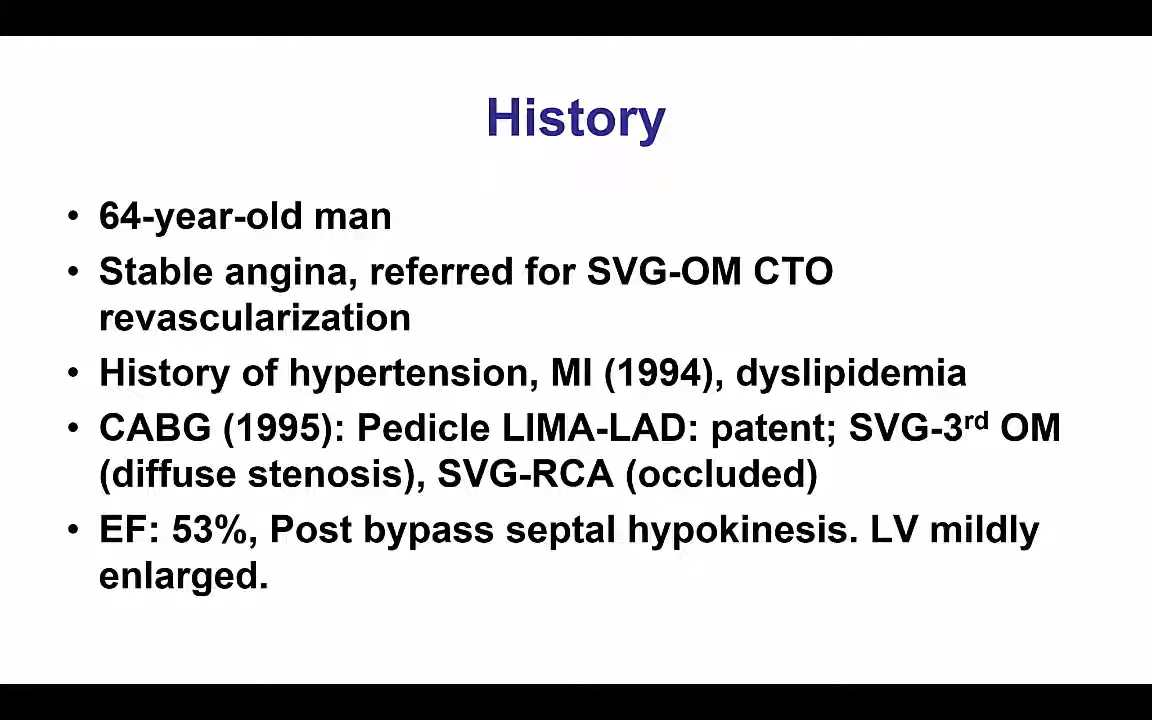 History
• 64-year-old man
• Stable angina, referred for SVG-OM CTO
revascularization
• History of hypertension, MI (1994), dyslipidemia
• CABG (1995): Pedicle LIMA-LAD: patent; SVG-3rd OM
(diffuse stenosis), SVG-RCA (occluded)
• EF: 53%, Post bypass septal hypokinesis. LV mildly
enlarged.